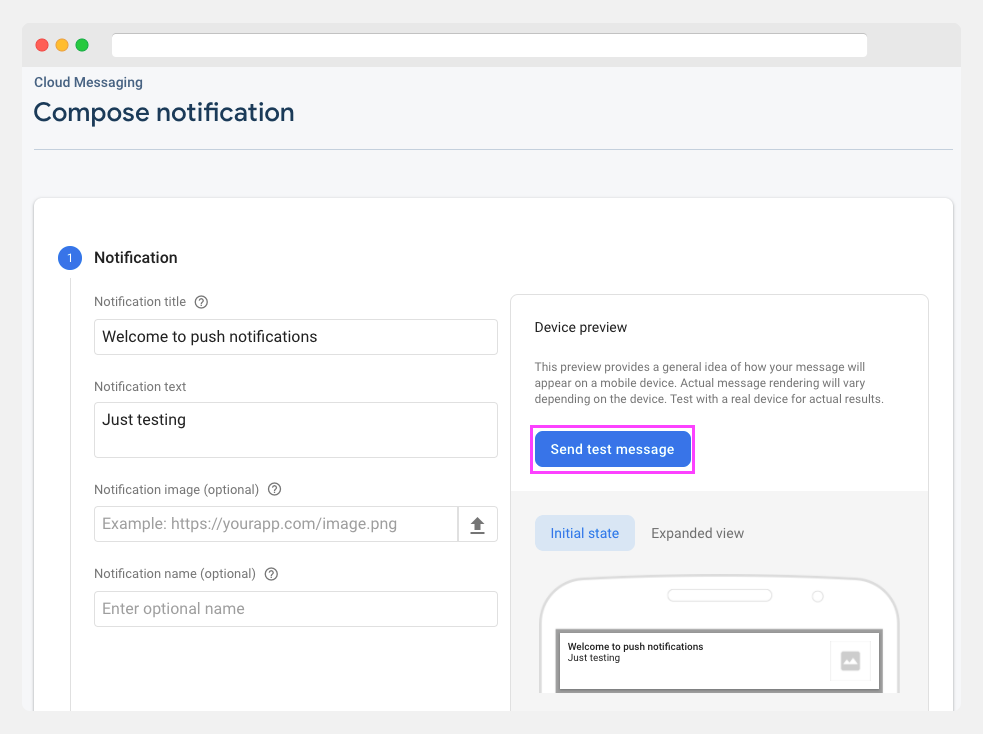 Cloud Messaging
Compose notification
1 Notification
Notification title
Welcome to push notifications
Notification text
Just testing
Notification image (optional)
Example: https://yourapp.com/image.png
Notification name (optional)
Enter optional name
Device preview
This preview provides a general idea of how your message will
appear on a mobile device. Actual message rendering will vary
depending on the device. Test with a real device for actual results.
Send test message
Initial state Expanded view
Welcome to push notifications
Just testing